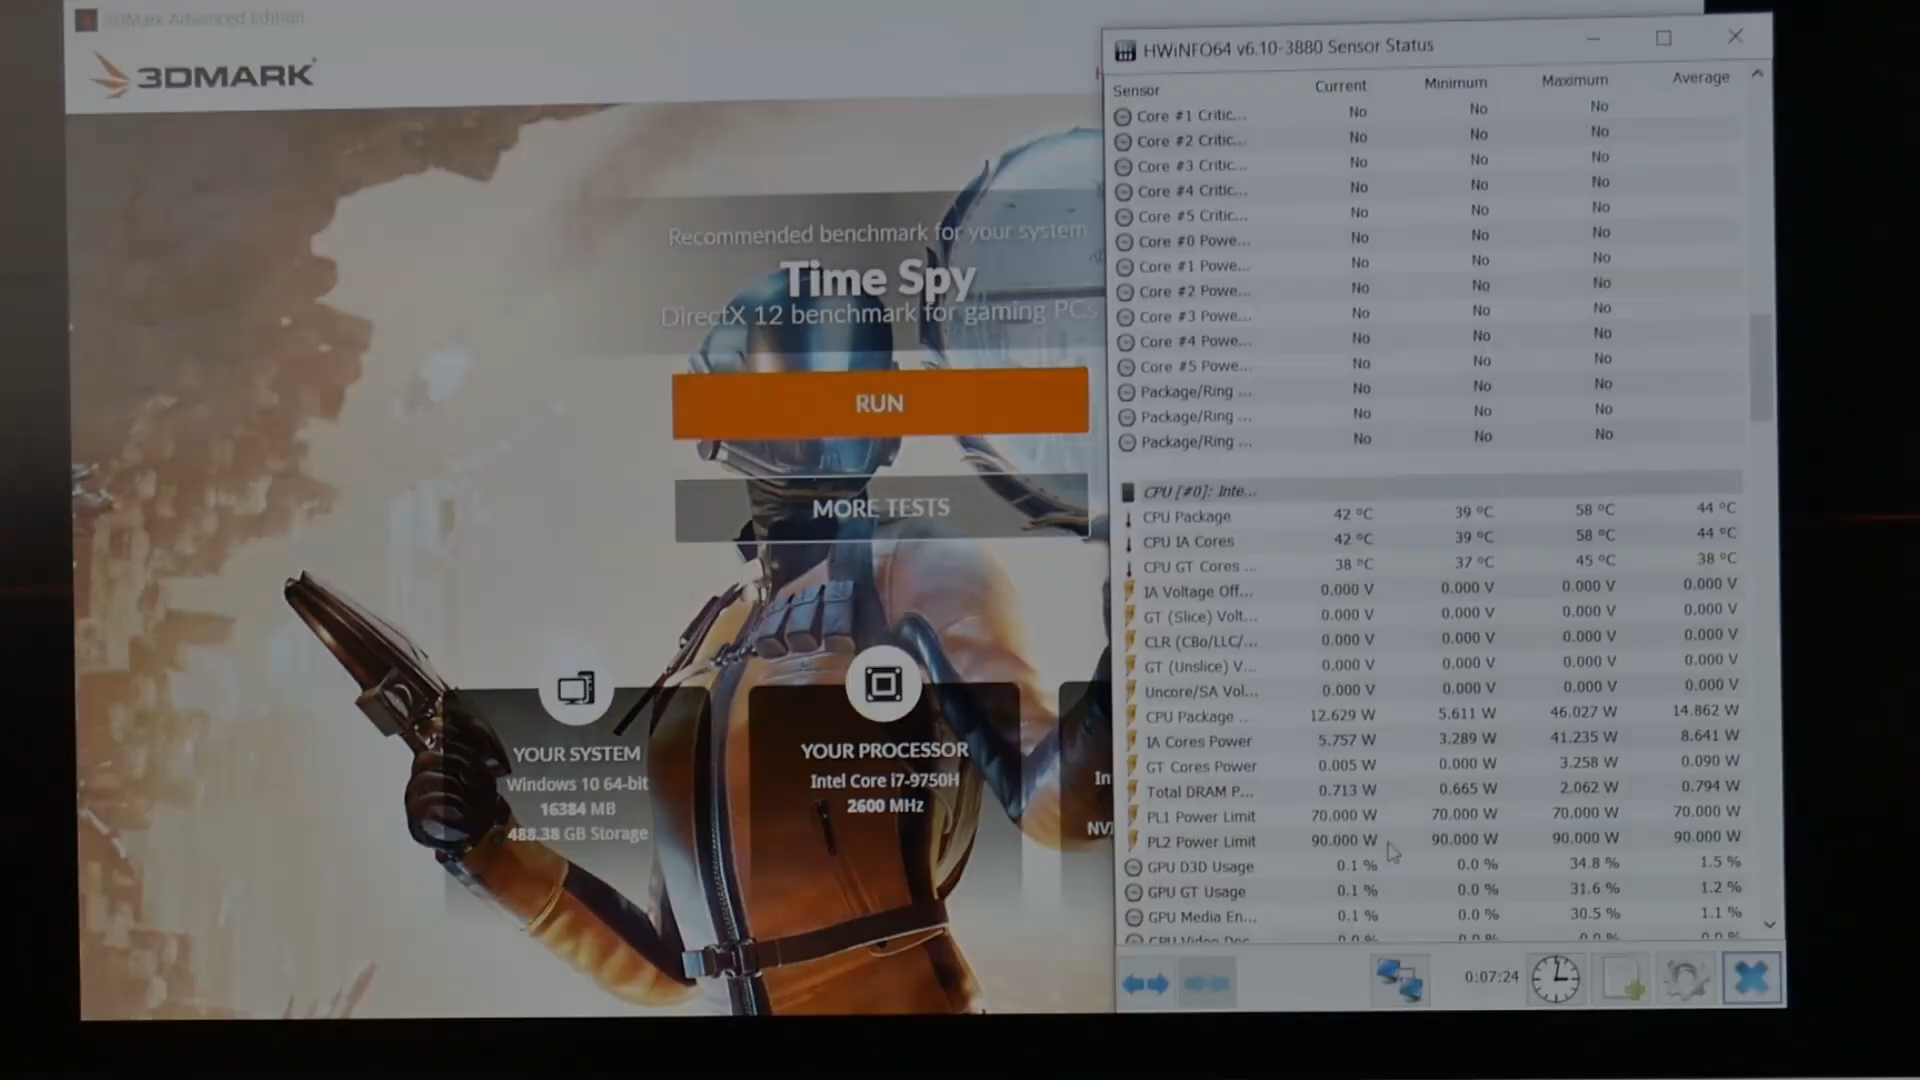 3DMark Advanced Edition
3DMARK
Recommended benchmark for your system
Time Spy
DirectX 12 benchmark for gaming PCs
RUN
MORE TESTS
YOUR SYSTEM
Windows 10 64-bit
16384 MB
488.38 GB Storage
YOUR PROCESSOR
Intel Core i7-9750H
2600 MHz
HWiNFO64 v6.10-3880 Sensor Status
Sensor Current Minimum Maximum Average
No No No
Core #1 Critic... No No No
Core #2 Critic... No No No
Core #3 Critic... No No No
Core #4 Critic... No No No
Core #5 Critic... No No No
Core #0 Powe... No No No
Core #1 Powe... No No No
Core #2 Powe... No No No
Core #3 Powe... No No No
Core #4 Powe... No No No
Core #5 Powe... No No No
Package/Ring ... No No No
Package/Ring ... No No No
Package/Ring ... No No No
CPU [#0]: Inte...
CPU Package 42 °C 39 °C 58 °C 44 °C
CPU IA Cores 42 °C 39 °C 58 °C 44 °C
CPU GT Cores ... 38 °C 37 °C 45 °C 38 °C
IA Voltage Off... 0.000 V 0.000 V 0.000 V 0.000 V
GT (Slice) Volt... 0.000 V 0.000 V 0.000 V 0.000 V
CLR (CBo/LLC/... 0.000 V 0.000 V 0.000 V 0.000 V
GT (Unslice) V... 0.000 V 0.000 V 0.000 V 0.000 V
Uncore/SA Vol... 0.000 V 0.000 V 0.000 V 0.000 V
CPU Package ... 12.629 W 5.611 W 46.027 W 14.862 W
IA Cores Power 5.757 W 3.289 W 41.235 W 8.641 W
GT Cores Power 0.005 W 0.000 W 3.258 W 0.090 W
Total DRAM P... 0.713 W 0.665 W 2.062 W 0.794 W
PL1 Power Limit 70.000 W 70.000 W 70.000 W 70.000 W
PL2 Power Limit 90.000 W 90.000 W 90.000 W 90.000 W
GPU D3D Usage 0.1 % 0.0 % 34.8 % 1.5 %
GPU GT Usage 0.1 % 0.0 % 31.6 % 1.2 %
GPU Media En... 0.1 % 0.0 % 30.5 % 1.1 %
0:07:24